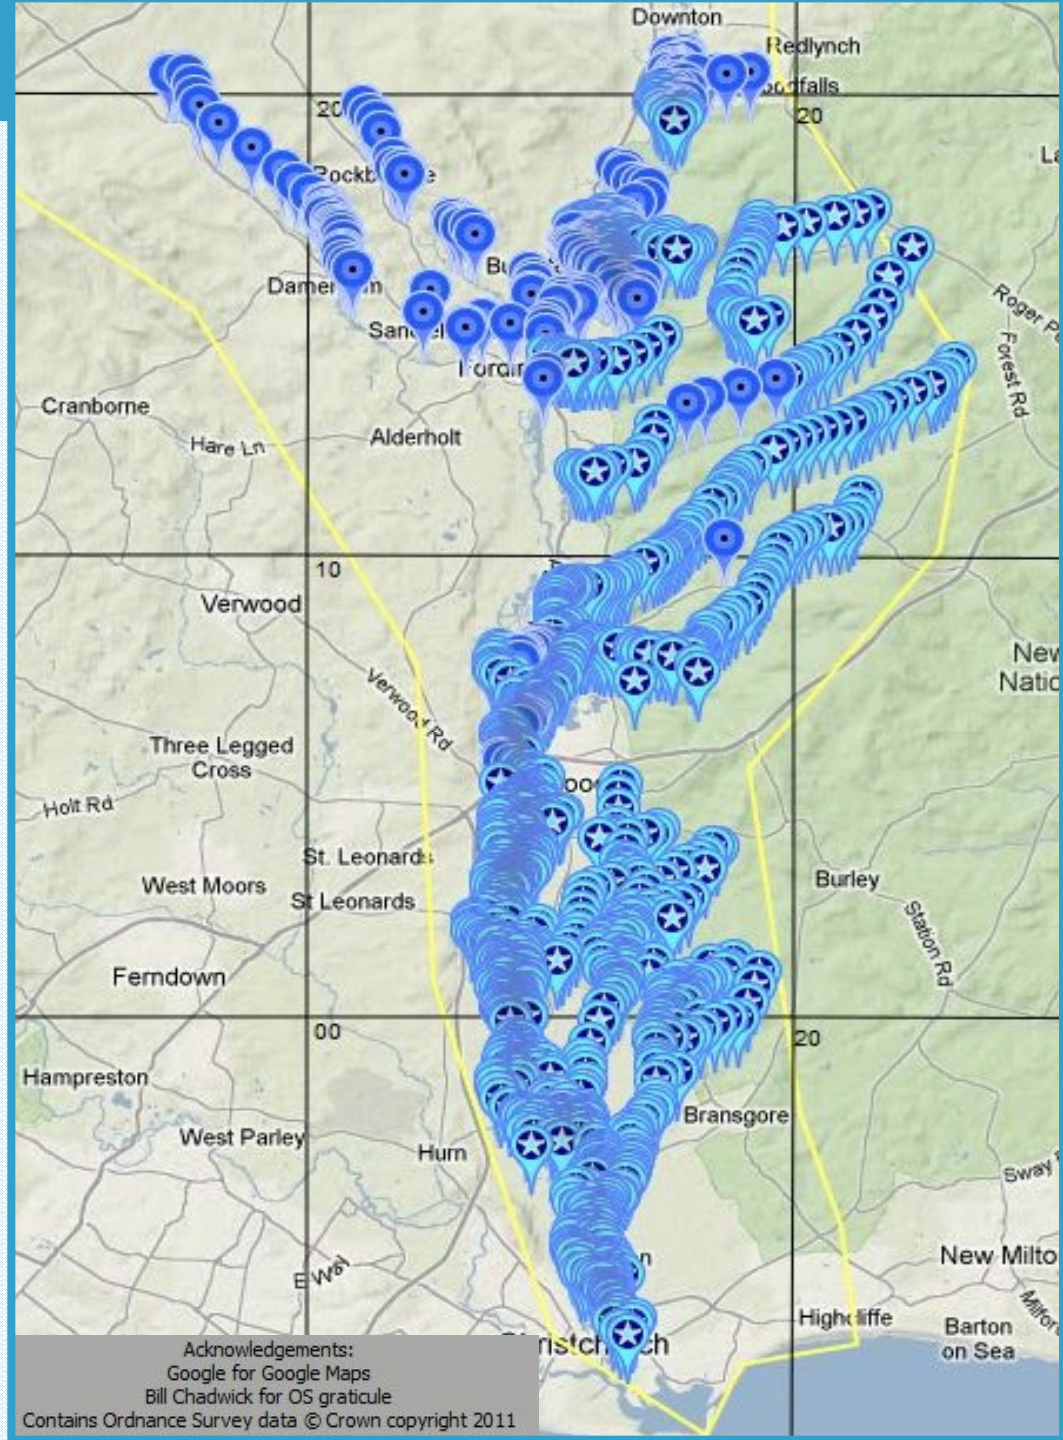 Downton
Redlynch
20
20
Cranborne
Hare Ln
Alderholt
Roger
Forest Rd
10
Verwood
Verwood Rd
Three Legged
Cross
Holt Rd
St. Leonards
West Moors
St Leonards
Burley
Station Rd
Ferndown
00
20
Hampreston
Bransgore
West Parley
Hurn
Sway
E Way
New Milto
Highcliffe
Barton
on Sea
Acknowledgements:
Google for Google Maps
Bill Chadwick for OS graticule
Contains Ordnance Survey data © Crown copyright 2011